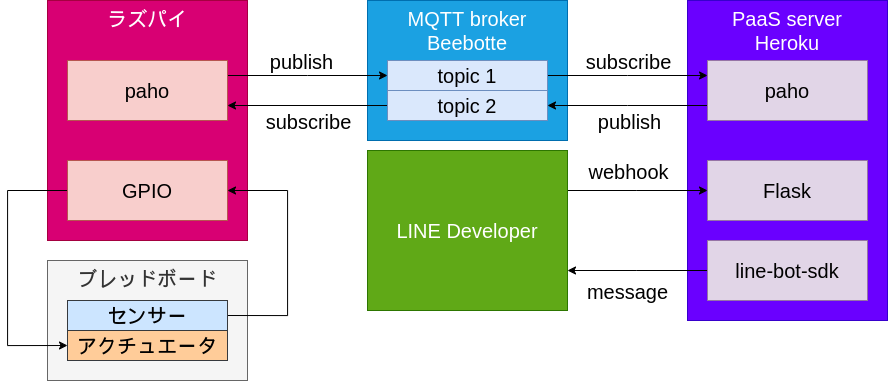 ラズパイ
paho
GPIO
publish
subscribe
MQTT broker
Beebotte
topic 1
topic 2
subscribe
publish
PaaS server
Heroku
paho
Flask
line-bot-sdk
LINE Developer
webhook
message
ブレッドボード
センサー
アクチュエータ